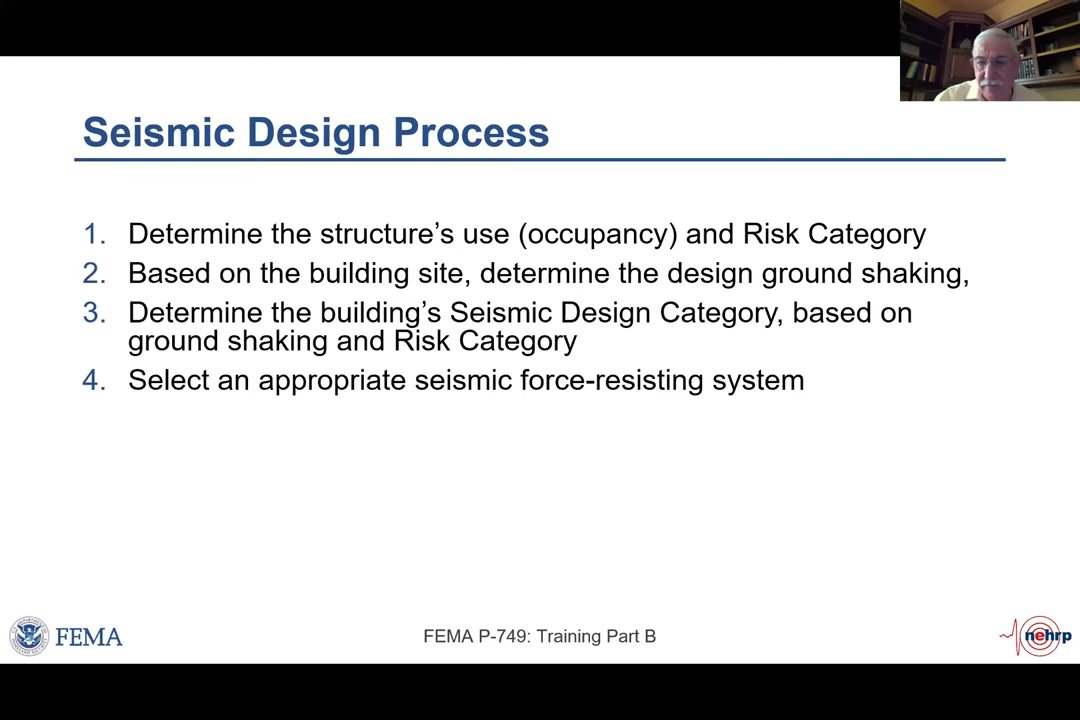 Seismic Design Process
1. Determine the structure's use (occupancy) and Risk Category
2. Based on the building site, determine the design ground shaking,
3. Determine the building's Seismic Design Category, based on
ground shaking and Risk Category
4. Select an appropriate seismic force-resisting system
FEMA
FEMA P-749: Training Part B
nehrp